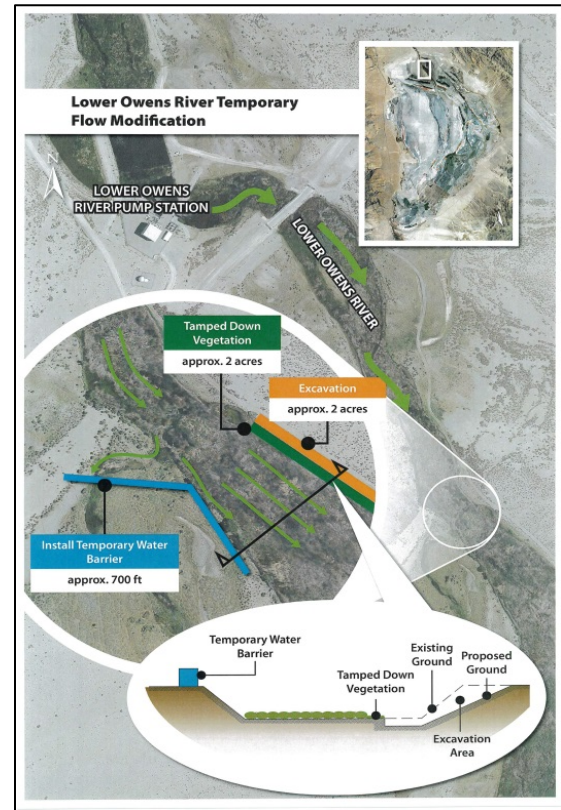 Lower Owens River Temporary
Flow Modification
N
LOWER OWENS
RIVER PUMP STATION
LOWER OWENS RIVER
Tamped Down
Vegetation
approx. 2 acres
Excavation
approx. 2 acres
Install Temporary Water
Barrier
approx. 700 ft
Temporary Water
Barrier
Tamped Down
Vegetation
Existing
Ground
Proposed
Ground
Excavation
Area